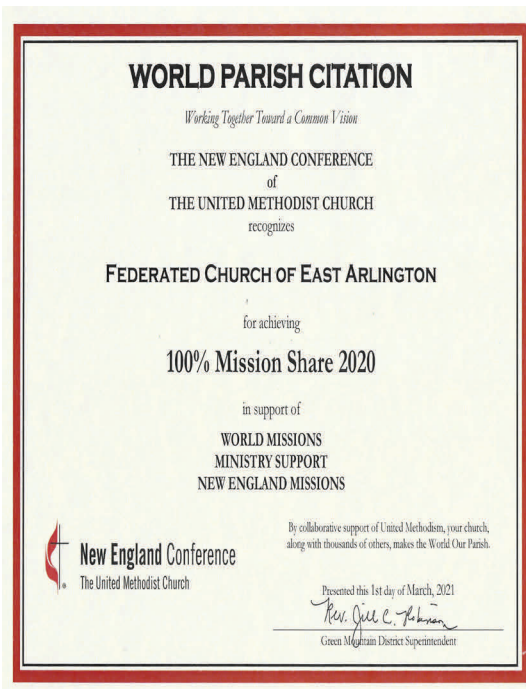 WORLD PARISH CITATION
Working Together Toward a Common Vision
THE NEW ENGLAND CONFERENCE
of
THE UNITED METHODIST CHURCH
recognizes
FEDERATED CHURCH OF EAST ARLINGTON
for achieving
100% Mission Share 2020
in support of
WORLD MISSIONS
MINISTRY SUPPORT
NEW ENGLAND MISSIONS
By collaborative support of United Methodism, your church,
along with thousands of others, makes the World Our Parish.
New England Conference
The United Methodist Church
Presented this 1st day of March, 2021
Rev. Jill C. Robinson
Green Mountain District Superintendent